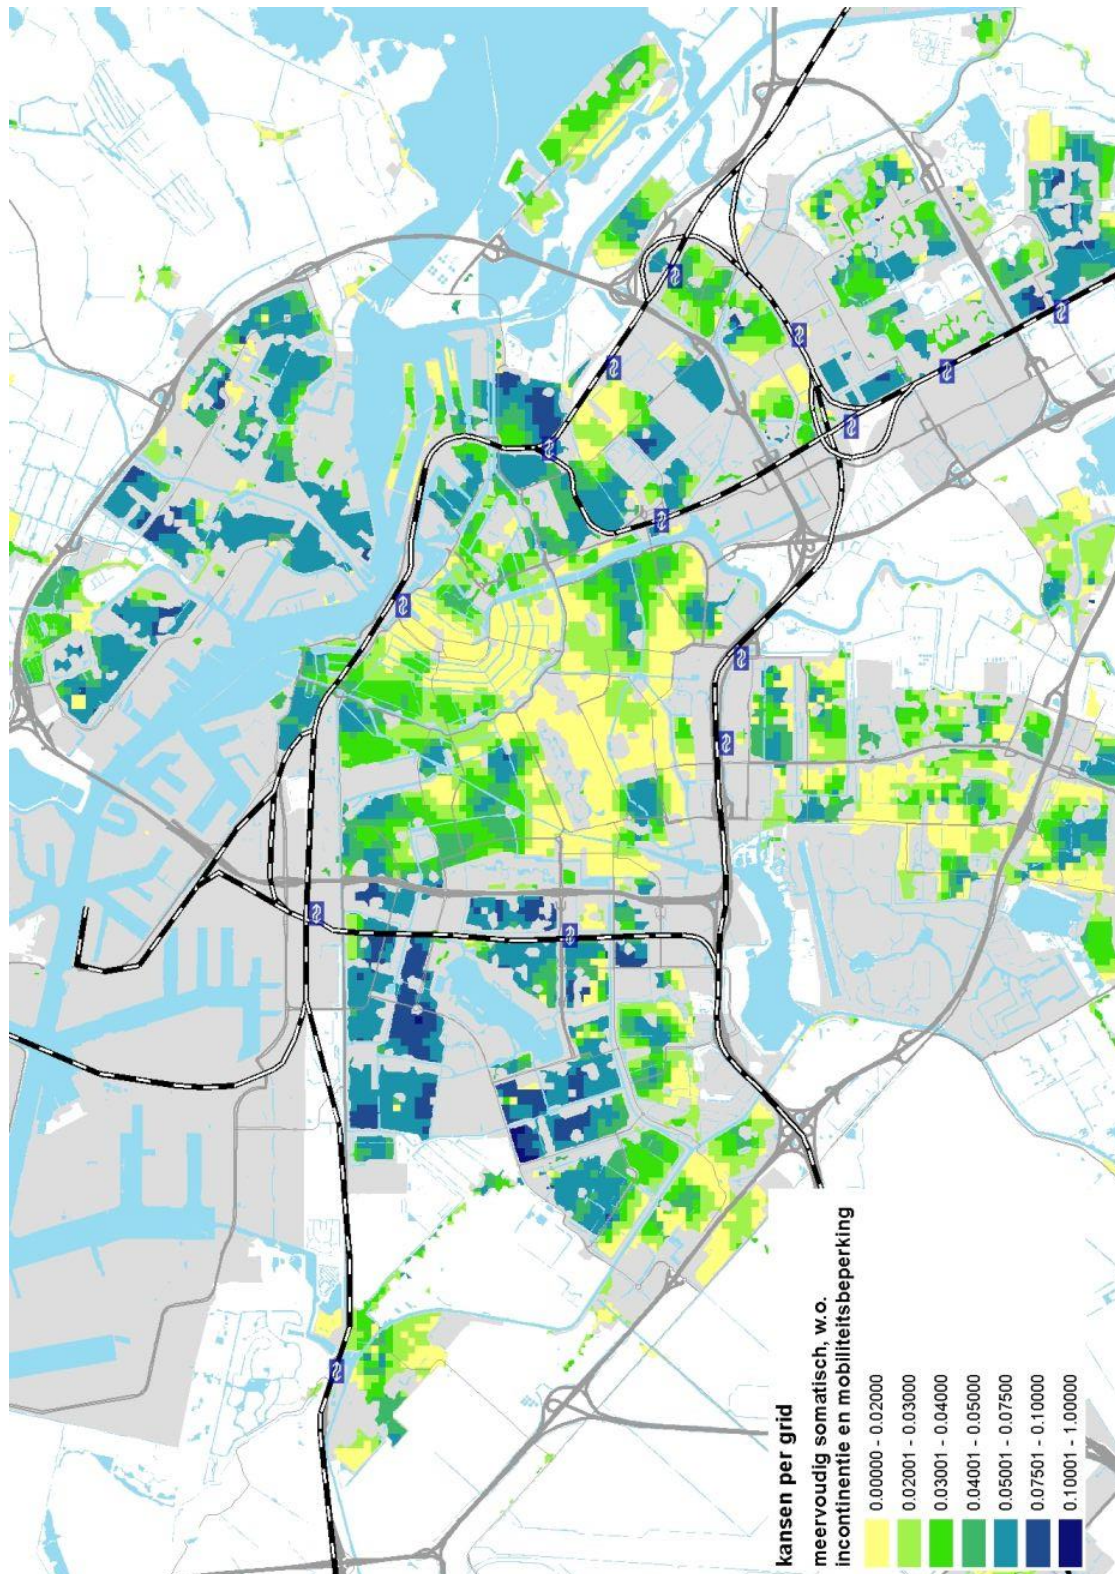 kansen per grid
meervoudig somatisch, w.o.
incontinentie en mobiliteitsbeperking
0.00000 - 0.02000
0.02001 - 0.03000
0.03001 - 0.04000
0.04001 - 0.05000
0.05001 - 0.07500
0.07501 - 0.10000
0.10001 - 1.00000